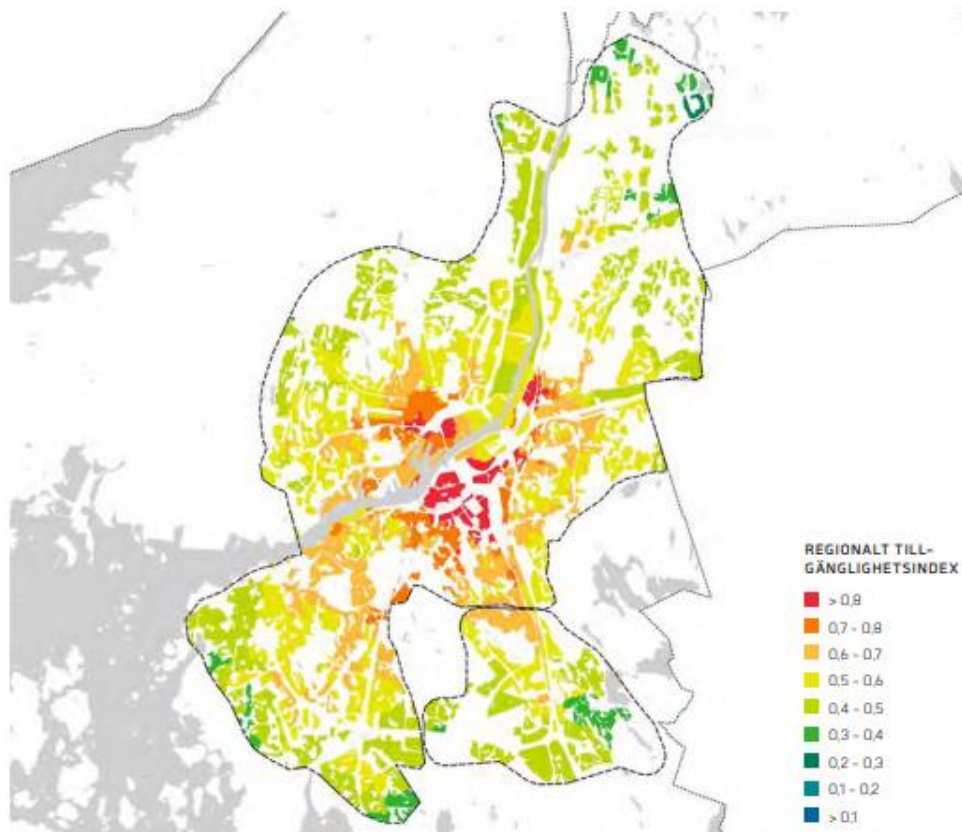 REGIONALT TILL-
GÄNGLIGHETSINDEX
> 0,8
0,7 - 0,8
0,6 - 0,7
0,5 - 0,6
0,4 - 0,5
0,3 - 0,4
0,2 - 0,3
0,1 - 0,2
> 0,1